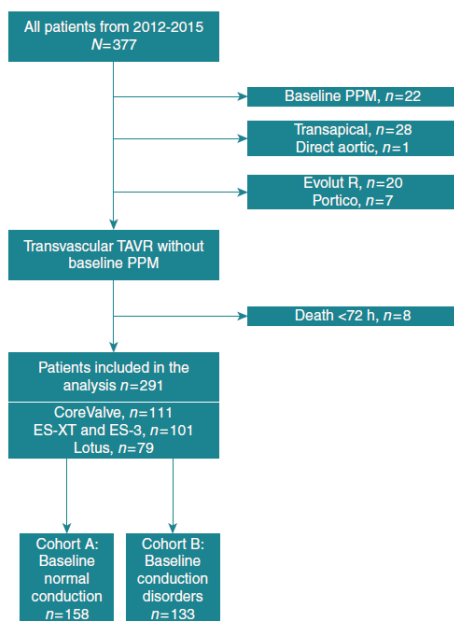 All patients from 2012-2015
N=377
Baseline PPM, n=22
Transapical, n=28
Direct aortic, n=1
Evolut R, n=20
Portico, n=7
Transvascular TAVR without
baseline PPM
Death <72 h, n=8
Patients included in the
analysis n=291
CoreValve, n=111
ES-XT and ES-3, n=101
Lotus, n=79
Cohort A:
Baseline
normal
conduction
n=158
Cohort B:
Baseline
conduction
disorders
n=133